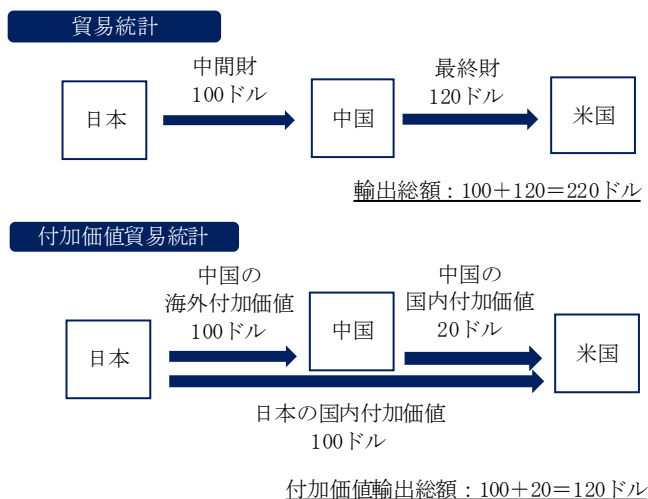 貿易統計
中間財
100ドル
最終財
120ドル
日本
中国
米国
輸出総額：100＋120＝220ドル
付加価値貿易統計
中国の
海外付加価値
100ドル
中国の
国内付加価値
20ドル
日本
中国
米国
日本の国内付加価値
100ドル
付加価値輸出総額：100＋20＝120ドル